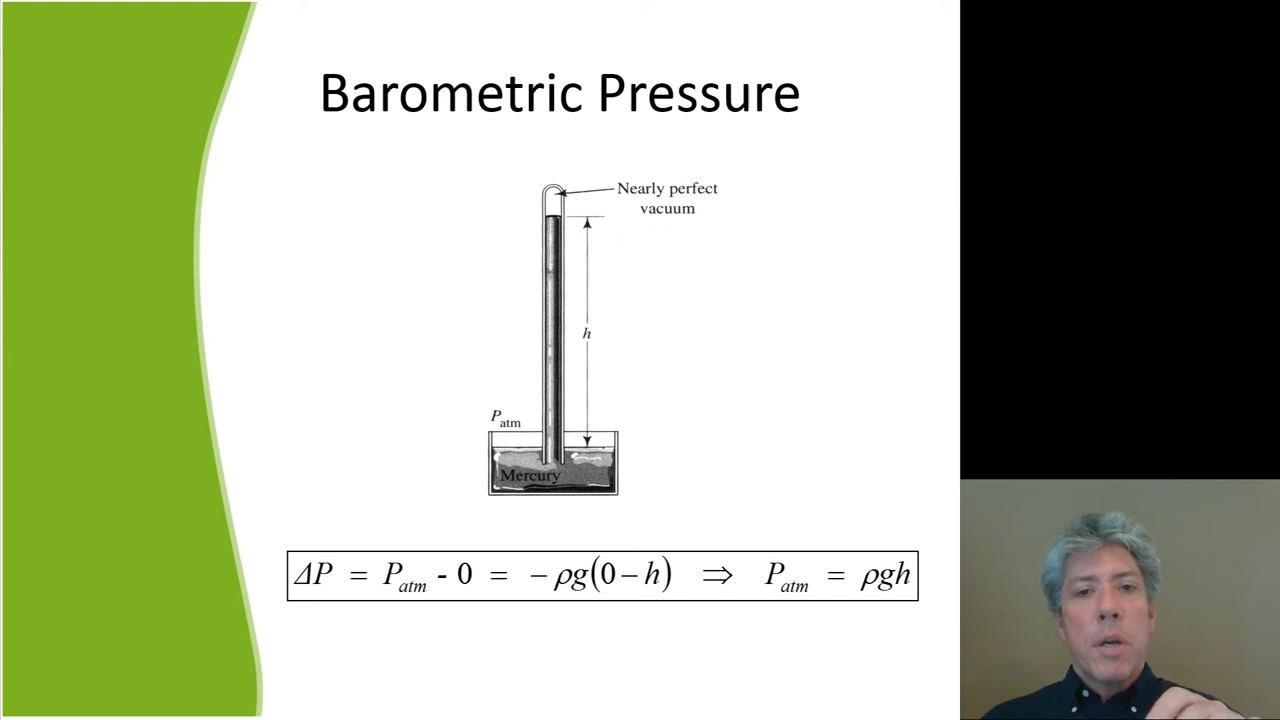 Barometric Pressure
Nearly perfect
vacuum
h
P_atm
Mercury
ΔP = P_atm - 0 = − ρg(0 − h) ⇒ P_atm = ρgh